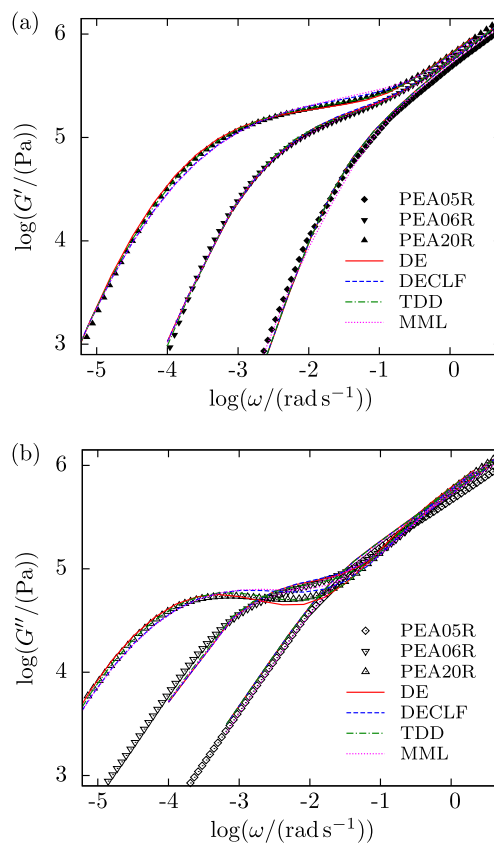 (a)
log(G′/(Pa))
6
5
4
3
PEA05R
PEA06R
PEA20R
DE
DECLF
TDD
MML
-5 -4 -3 -2 -1 0
log(ω/(rad s⁻¹))
(b)
log(G″/(Pa))
6
5
4
3
PEA05R
PEA06R
PEA20R
DE
DECLF
TDD
MML
-5 -4 -3 -2 -1 0
log(ω/(rad s⁻¹))